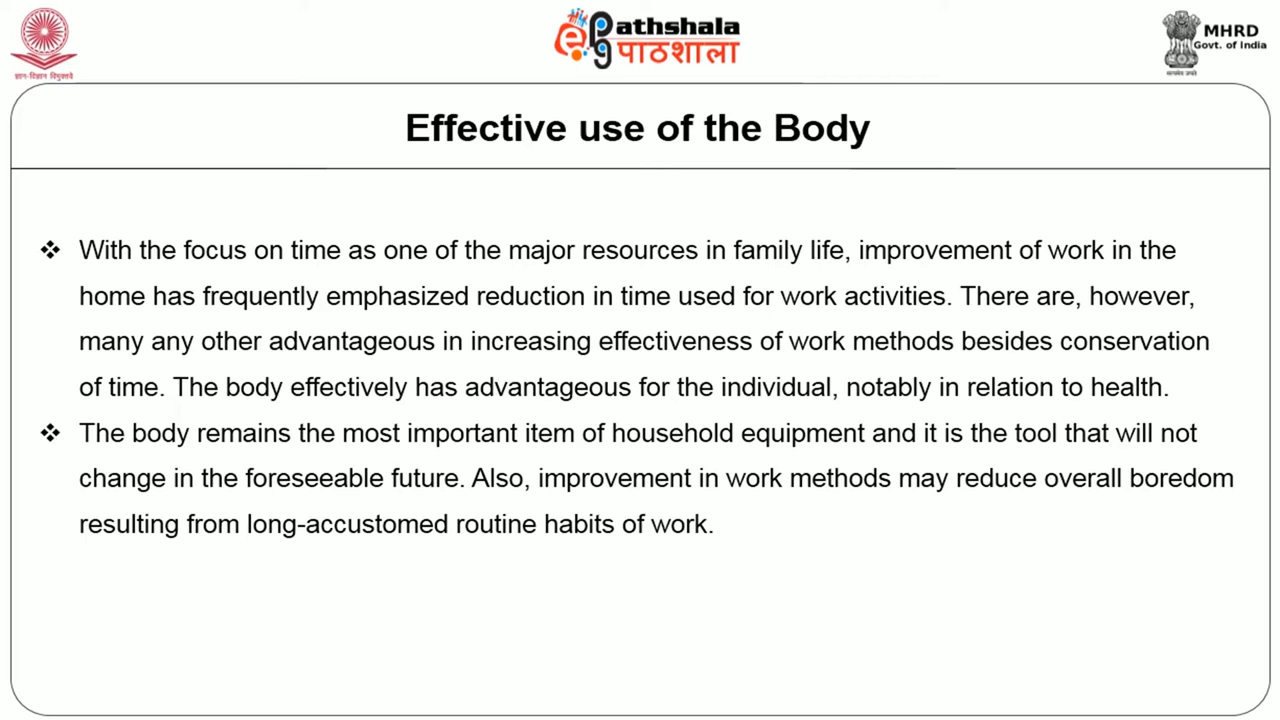 ज्ञान-विज्ञान विमुक्तये
ePg Pathshala
पाठशाला
MHRD
Govt. of India
सत्यमेव जयते
Effective use of the Body
❖ With the focus on time as one of the major resources in family life, improvement of work in the
home has frequently emphasized reduction in time used for work activities. There are, however,
many any other advantageous in increasing effectiveness of work methods besides conservation
of time. The body effectively has advantageous for the individual, notably in relation to health.
❖ The body remains the most important item of household equipment and it is the tool that will not
change in the foreseeable future. Also, improvement in work methods may reduce overall boredom
resulting from long-accustomed routine habits of work.